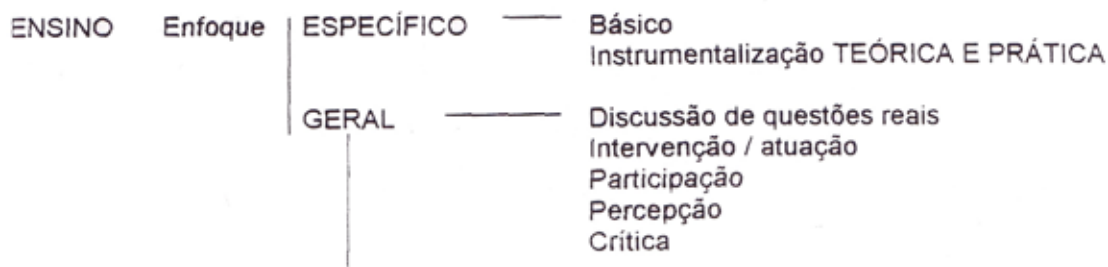 ENSINO Enfoque ESPECÍFICO Básico
Instrumentalização TEÓRICA E PRÁTICA
GERAL Discussão de questões reais
Intervenção / atuação
Participação
Percepção
Crítica